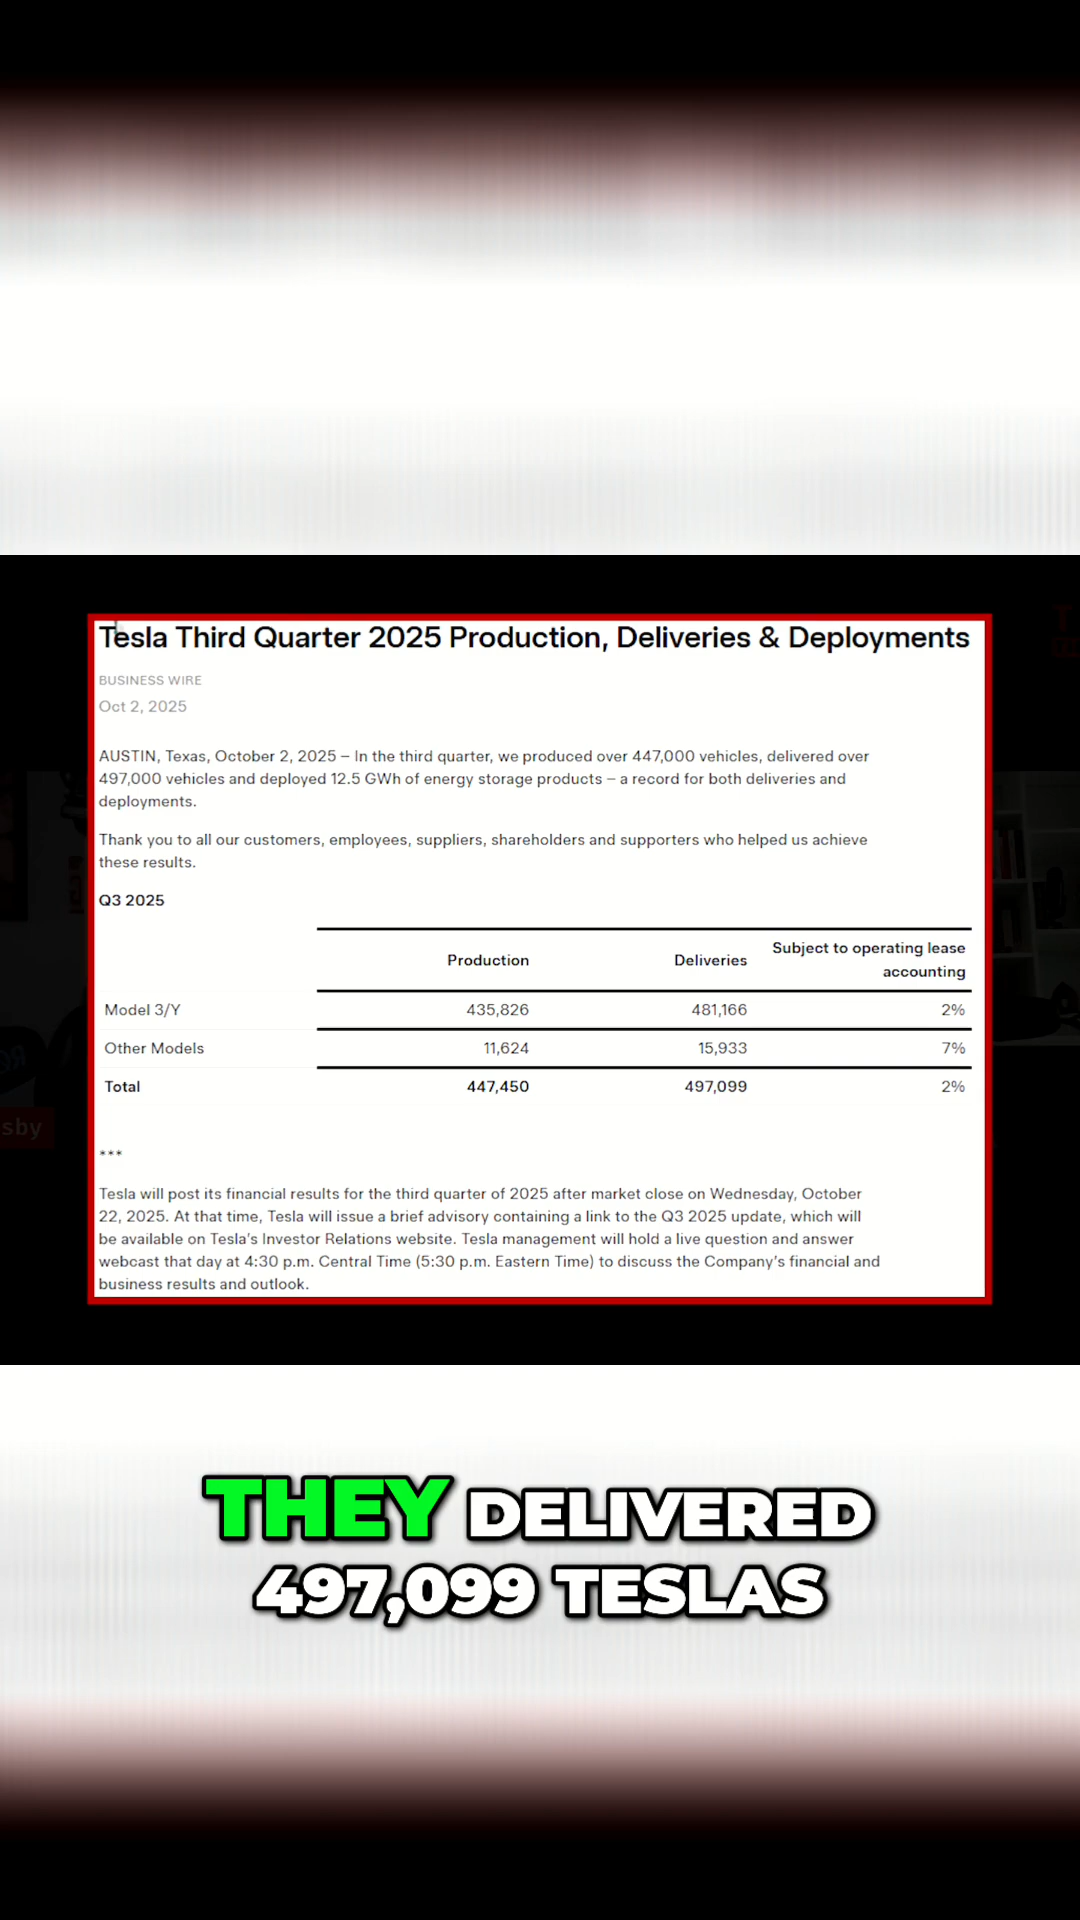 Tesla Third Quarter 2025 Production, Deliveries & Deployments
BUSINESS WIRE
Oct 2, 2025
AUSTIN, Texas, October 2, 2025 – In the third quarter, we produced over 447,000 vehicles, delivered over
497,000 vehicles and deployed 12.5 GWh of energy storage products – a record for both deliveries and
deployments.
Thank you to all our customers, employees, suppliers, shareholders and supporters who helped us achieve
these results.
Q3 2025
Production Deliveries Subject to operating lease
accounting
Model 3/Y 435,826 481,166 2%
Other Models 11,624 15,933 7%
Total 447,450 497,099 2%
sby
***
Tesla will post its financial results for the third quarter of 2025 after market close on Wednesday, October
22, 2025. At that time, Tesla will issue a brief advisory containing a link to the Q3 2025 update, which will
be available on Tesla's Investor Relations website. Tesla management will hold a live question and answer
webcast that day at 4:30 p.m. Central Time (5:30 p.m. Eastern Time) to discuss the Company's financial and
business results and outlook.
THEY DELIVERED
497,099 TESLAS